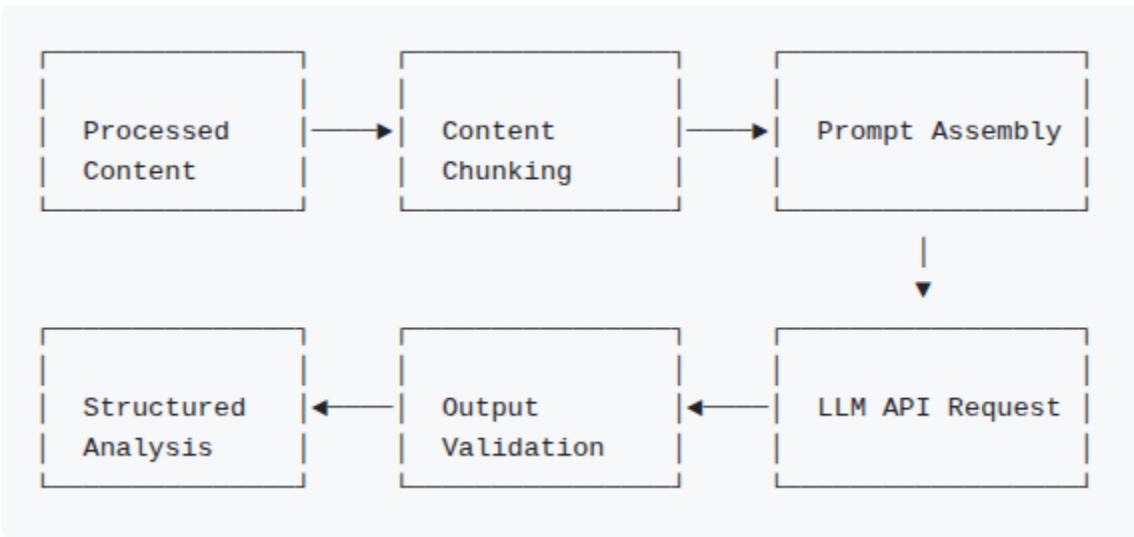 Processed
Content
Content
Chunking
Prompt Assembly
Structured
Analysis
Output
Validation
LLM API Request